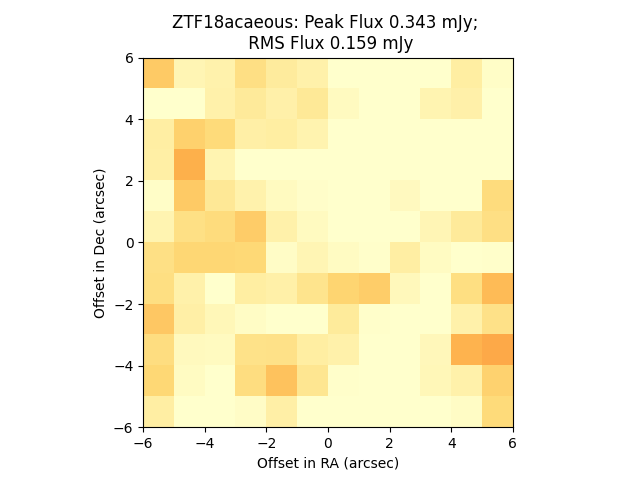 ZTF18acaeous: Peak Flux 0.343 mJy;
RMS Flux 0.159 mJy
6
4
2
0
−2
−4
−6
Offset in Dec (arcsec)
−6 −4 −2 0 2 4 6
Offset in RA (arcsec)